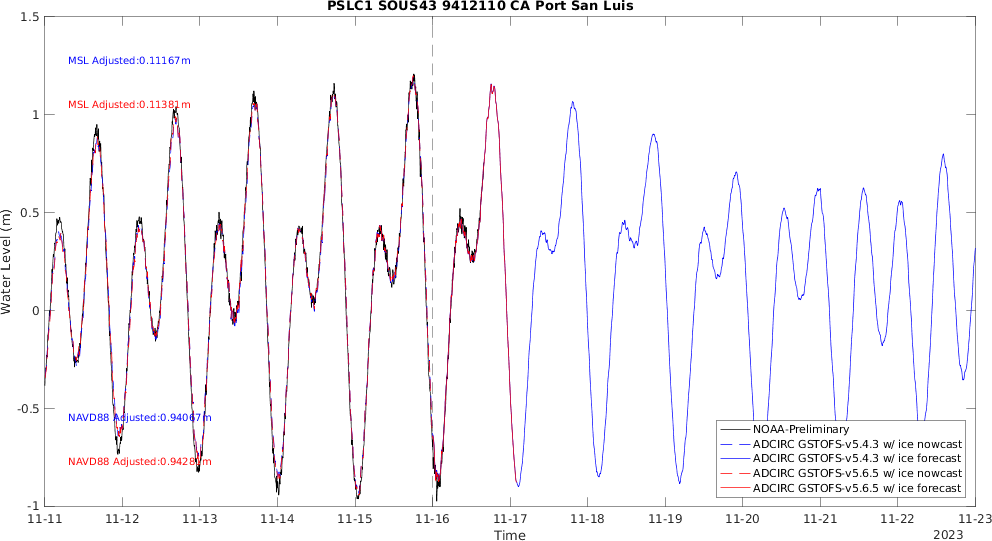 PSLC1 SOUS43 9412110 CA Port San Luis
1.5
1
0.5
0
-0.5
-1
Water Level (m)
MSL Adjusted:0.11167m
MSL Adjusted:0.11381m
NAVD88 Adjusted:0.94067m
NAVD88 Adjusted:0.9428 m
NOAA-Preliminary
ADCIRC GSTOFS-v5.4.3 w/ ice nowcast
ADCIRC GSTOFS-v5.4.3 w/ ice forecast
ADCIRC GSTOFS-v5.6.5 w/ ice nowcast
ADCIRC GSTOFS-v5.6.5 w/ ice forecast
11-11 11-12 11-13 11-14 11-15 11-16 11-17 11-18 11-19 11-20 11-21 11-22 11-23
Time
2023